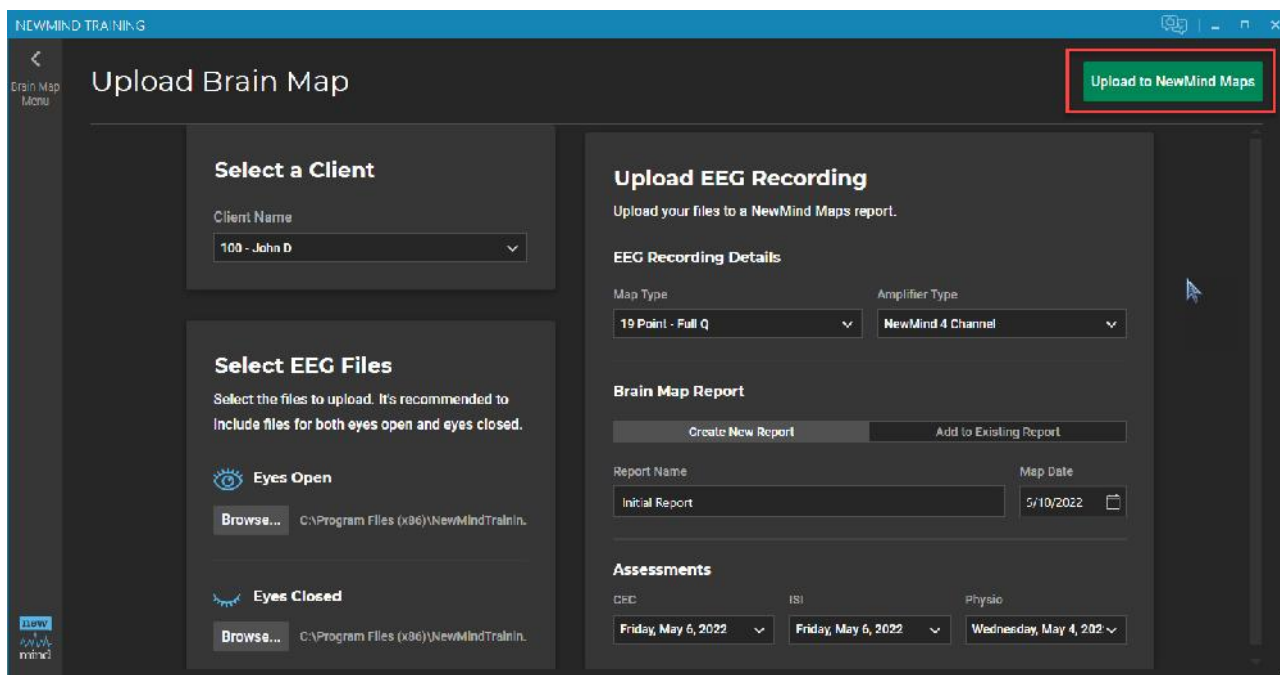 NEWMIND TRAINING
Brain Map
Menu
Upload Brain Map
Upload to NewMind Maps
Select a Client
Client Name
100 - John D
Select EEG Files
Select the files to upload. It's recommended to
include files for both eyes open and eyes closed.
Eyes Open
Browse... C:\Program Files (x86)\NewMindTrainin.
Eyes Closed
Browse... C:\Program Files (x86)\NewMindTrainin.
Upload EEG Recording
Upload your files to a NewMind Maps report.
EEG Recording Details
Map Type Amplifier Type
19 Point - Full Q NewMind 4 Channel
Brain Map Report
Create New Report Add to Existing Report
Report Name Map Date
Initial Report 5/10/2022
Assessments
CEC ISI Physio
Friday, May 6, 2022 Friday, May 6, 2022 Wednesday, May 4, 202
new
mind